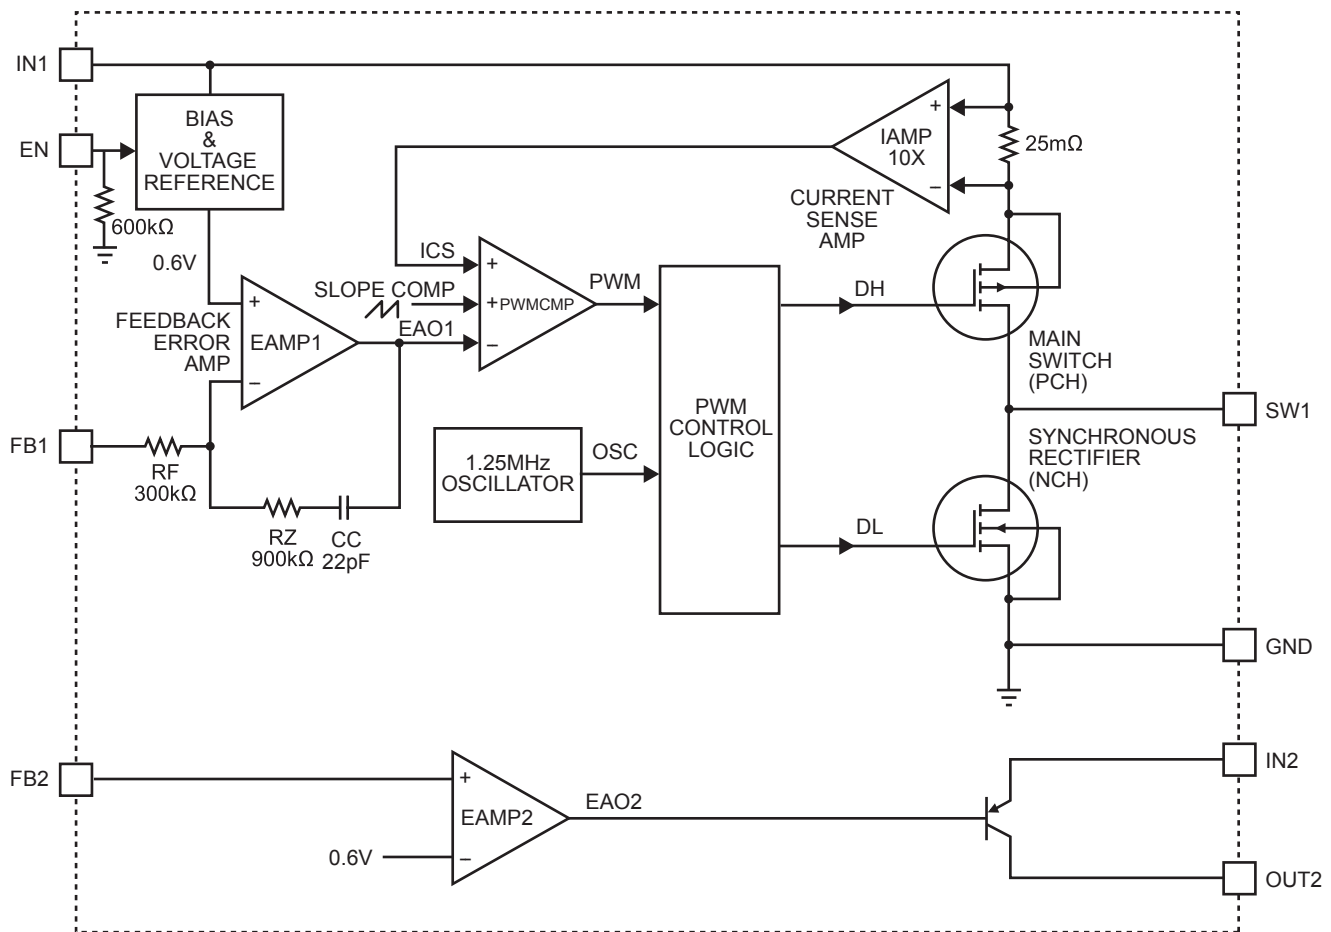 IN1
BIAS
&
VOLTAGE
REFERENCE
EN
600kΩ
0.6V
+
IAMP
10X
−
25mΩ
CURRENT
SENSE
AMP
ICS
+
SLOPE COMP
+
PWMCMP
EAO1
−
PWM
FEEDBACK
ERROR
AMP
+
EAMP1
−
DH
MAIN
SWITCH
(PCH)
PWM
CONTROL
LOGIC
SW1
FB1
RF
300kΩ
1.25MHz
OSCILLATOR
OSC
SYNCHRONOUS
RECTIFIER
(NCH)
RZ
900kΩ
CC
22pF
DL
GND
FB2
+
EAMP2
−
0.6V
EAO2
IN2
OUT2